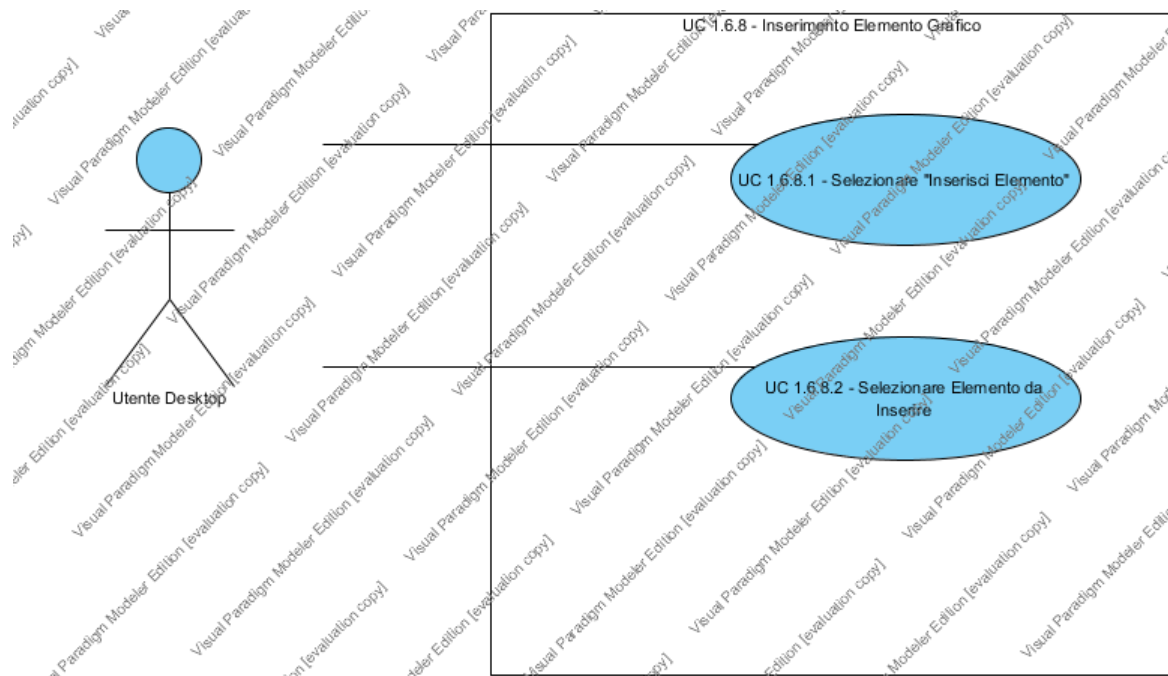 UC 1.6.8 - Inserimento Elemento Grafico
UC 1.6.8.1 - Selezionare "Inserisci Elemento"
UC 1.6.8.2 - Selezionare Elemento da
Inserire
Utente Desktop
Visual Paradigm Modeler Edition [evaluation copy]